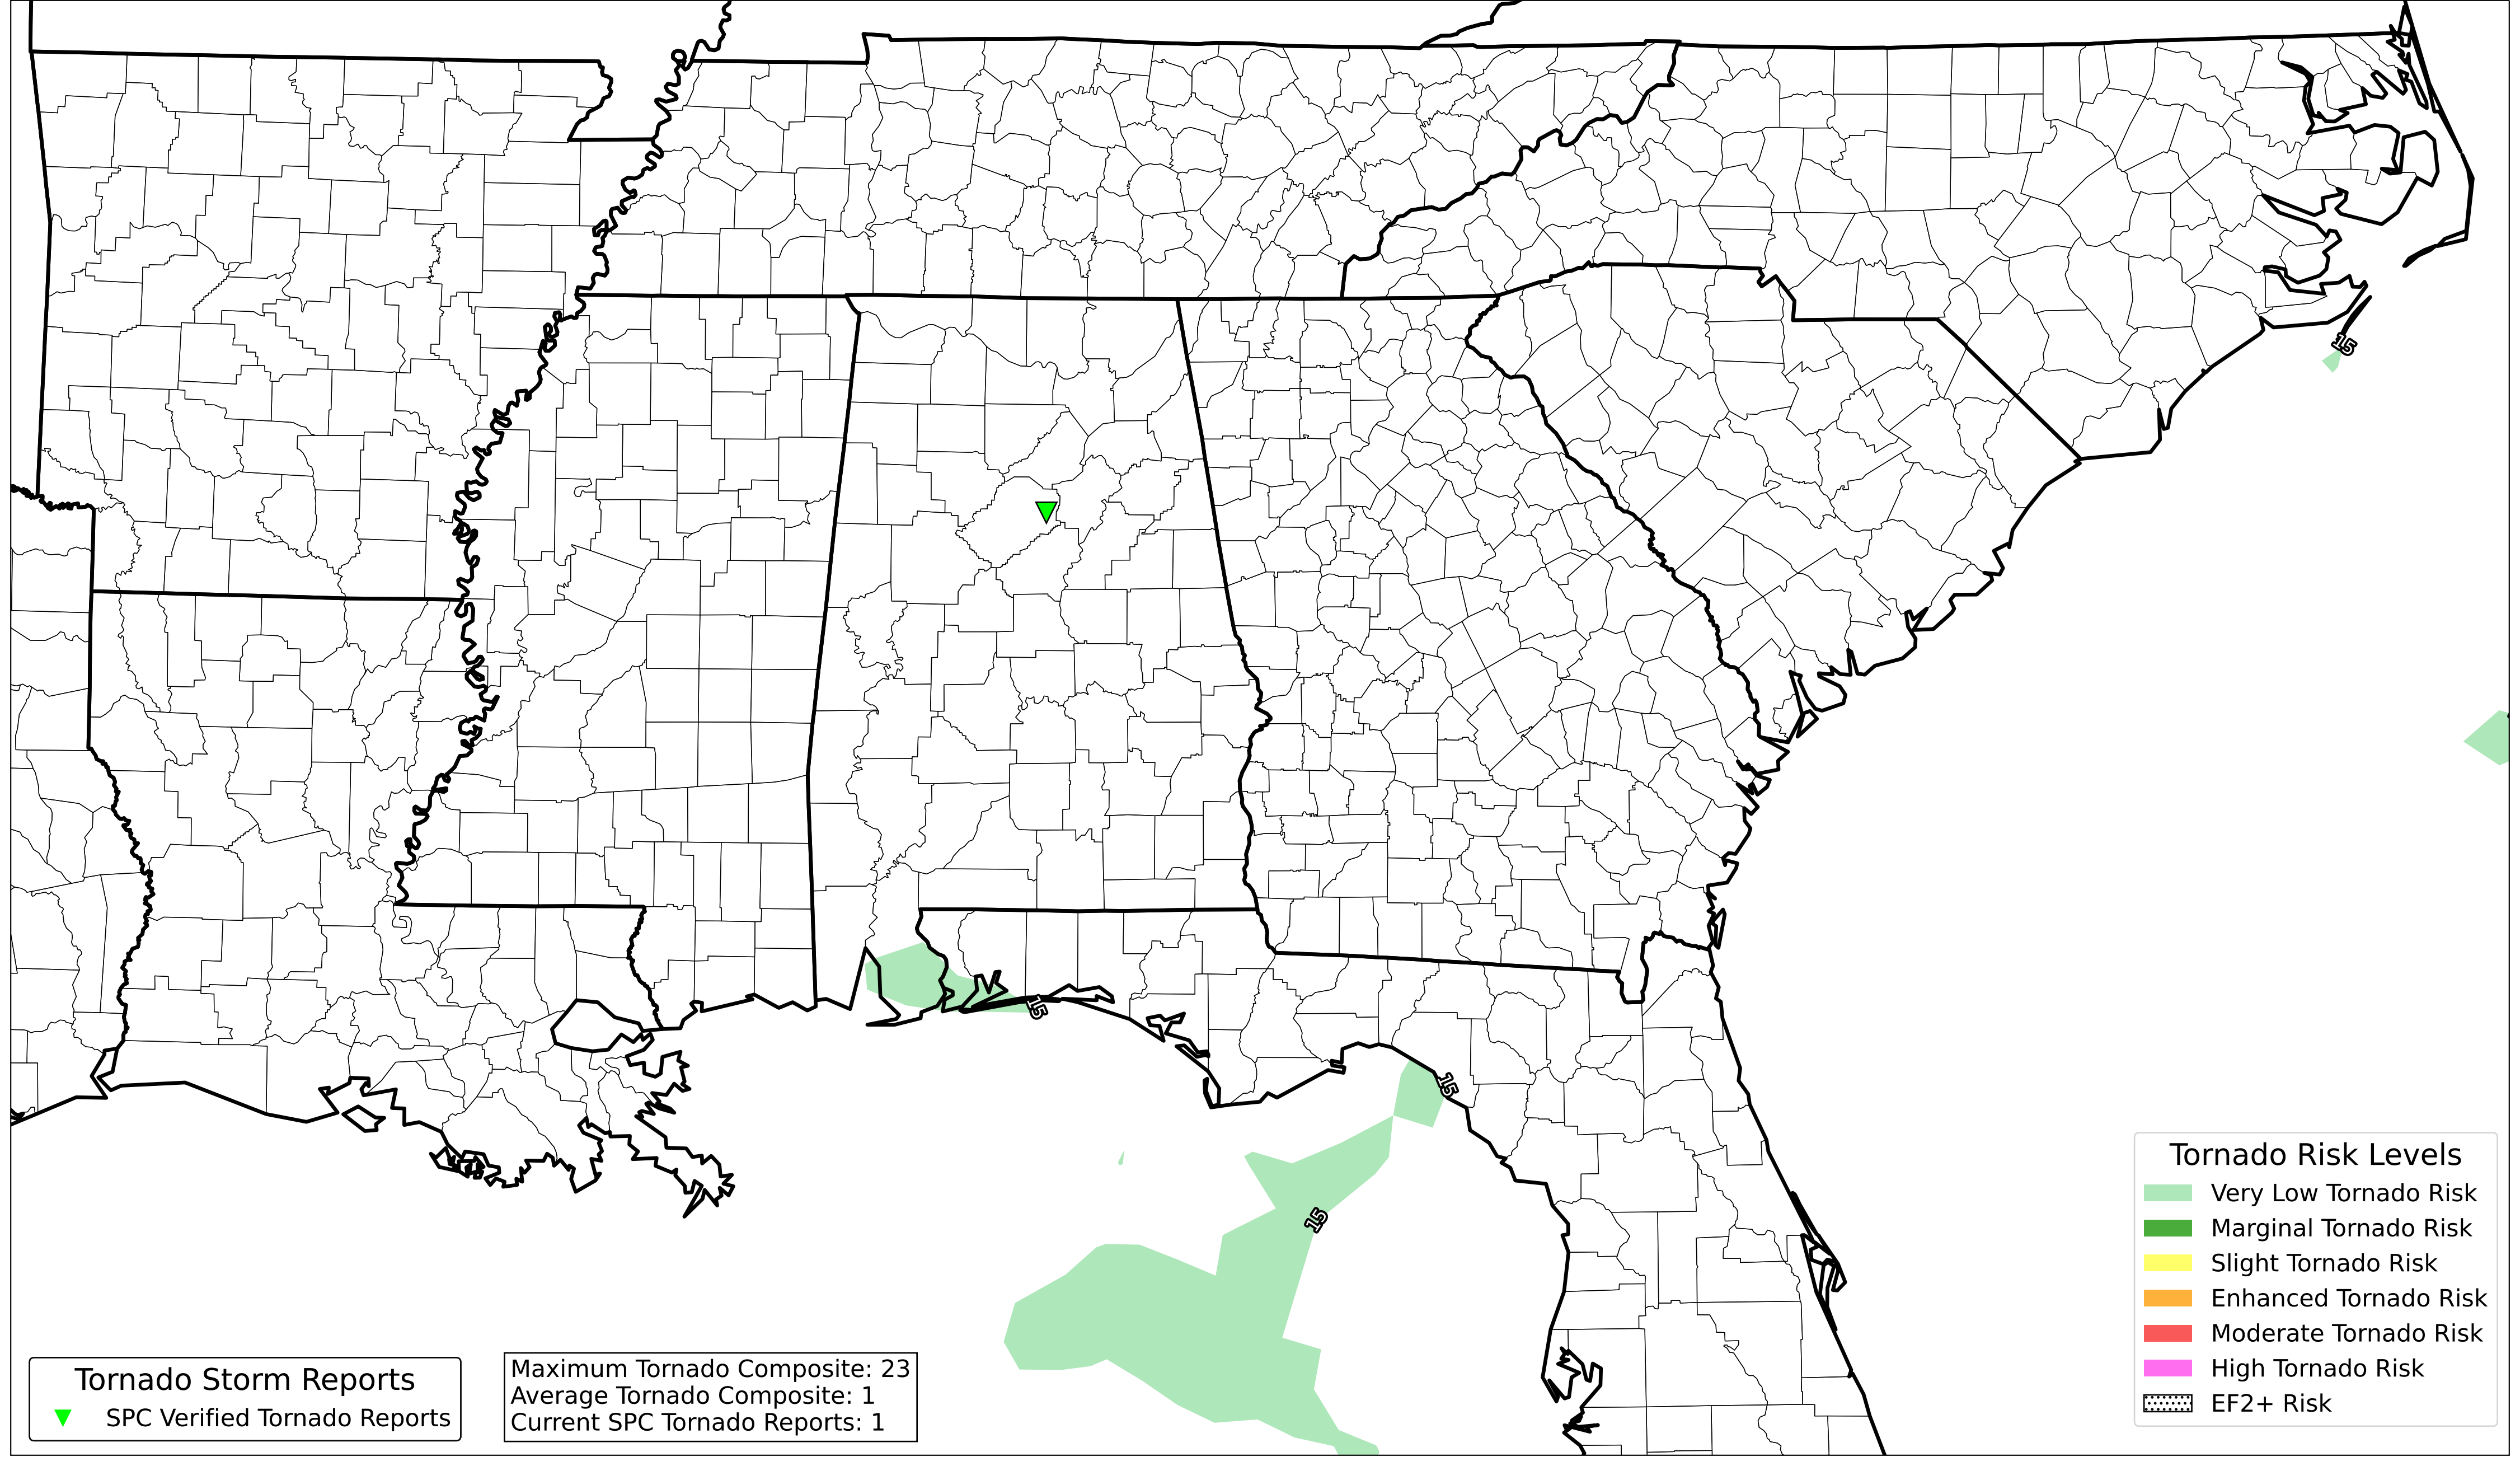 15
15
15
15
Tornado Risk Levels
Very Low Tornado Risk
Marginal Tornado Risk
Slight Tornado Risk
Enhanced Tornado Risk
Moderate Tornado Risk
High Tornado Risk
EF2+ Risk
Tornado Storm Reports
SPC Verified Tornado Reports
Maximum Tornado Composite: 23
Average Tornado Composite: 1
Current SPC Tornado Reports: 1